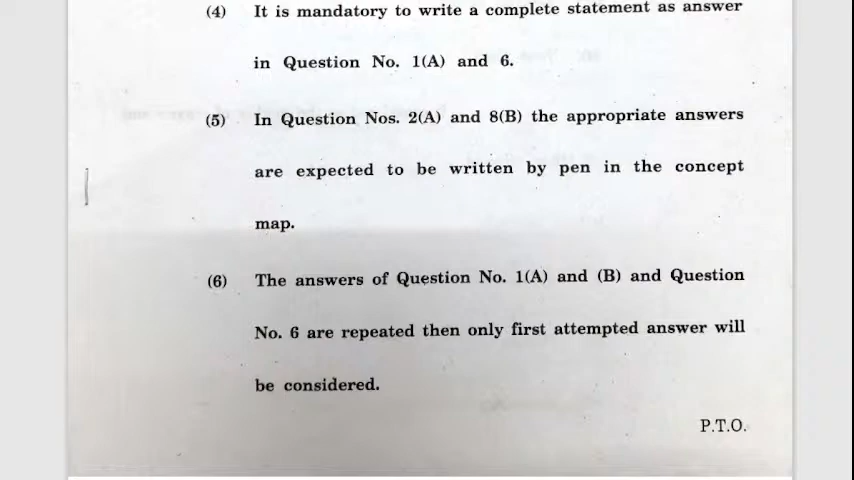 (4) It is mandatory to write a complete statement as answer
in Question No. 1(A) and 6.
(5) In Question Nos. 2(A) and 8(B) the appropriate answers
are expected to be written by pen in the concept
map.
(6) The answers of Question No. 1(A) and (B) and Question
No. 6 are repeated then only first attempted answer will
be considered.
P.T.O.